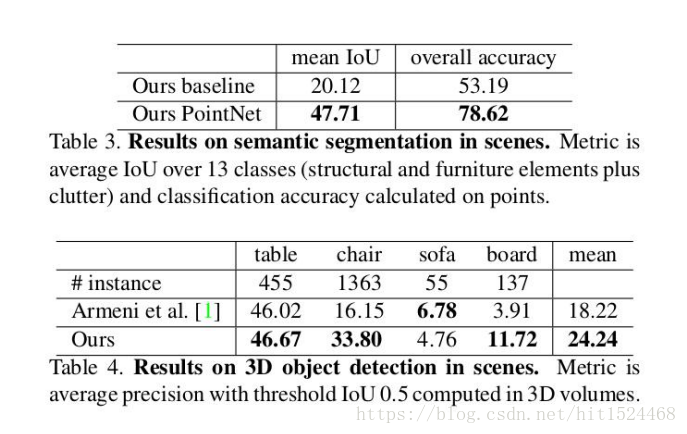 mean IoU overall accuracy
Ours baseline 20.12 53.19
Ours PointNet 47.71 78.62
Table 3. Results on semantic segmentation in scenes. Metric is
average IoU over 13 classes (structural and furniture elements plus
clutter) and classification accuracy calculated on points.
table chair sofa board mean
# instance 455 1363 55 137
Armeni et al. [1] 46.02 16.15 6.78 3.91 18.22
Ours 46.67 33.80 4.76 11.72 24.24
Table 4. Results on 3D object detection in scenes. Metric is
average precision with threshold IoU 0.5 computed in 3D volumes.
https://blog.csdn.net/hit1524468